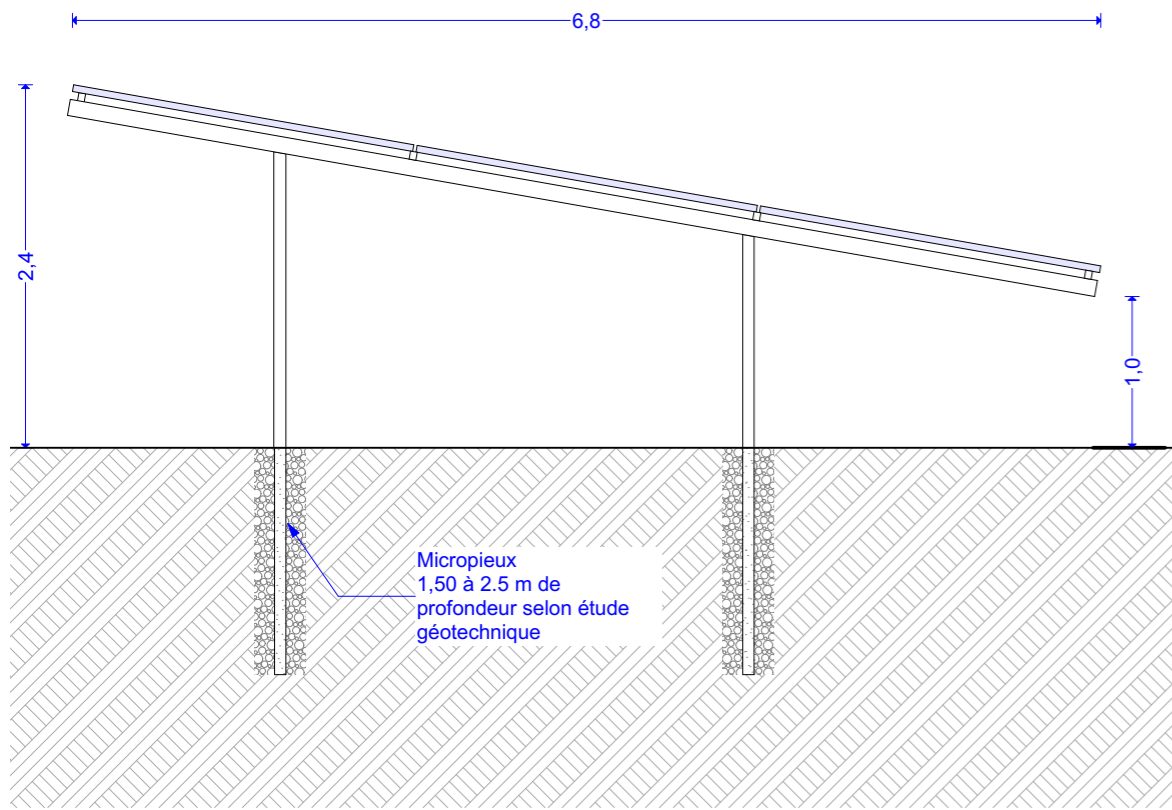 6,8
2,4
1,0
Micropieux
1,50 à 2.5 m de
profondeur selon étude
géotechnique